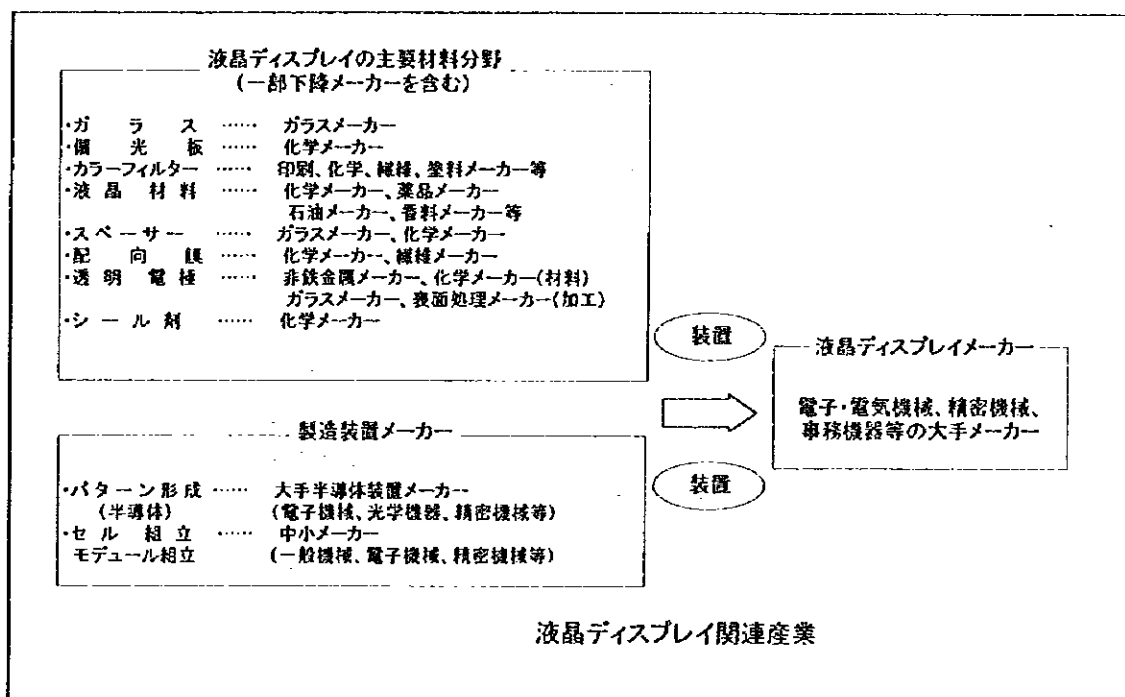 液晶ディスプレイの主要材料分野
(一部下降メーカーを含む)
・ガラス …… ガラスメーカー
・偏光板 …… 化学メーカー
・カラーフィルター …… 印刷、化学、繊維、塗料メーカー等
・液晶材料 …… 化学メーカー、薬品メーカー
石油メーカー、香料メーカー等
・スペーサー …… ガラスメーカー、化学メーカー
・配向膜 …… 化学メーカー、繊維メーカー
・透明電極 …… 非鉄金属メーカー、化学メーカー(材料)
ガラスメーカー、表面処理メーカー(加工)
・シール剤 …… 化学メーカー
装置
液晶ディスプレイメーカー
電子・電気機械、精密機械、
事務機器等の大手メーカー
製造装置メーカー
装置
・パターン形成 …… 大手半導体装置メーカー
(半導体) (電子機械、光学機器、精密機械等)
・セル組立 …… 中小メーカー
モデュール組立 (一般機械、電子機械、精密機械等)
液晶ディスプレイ関連産業